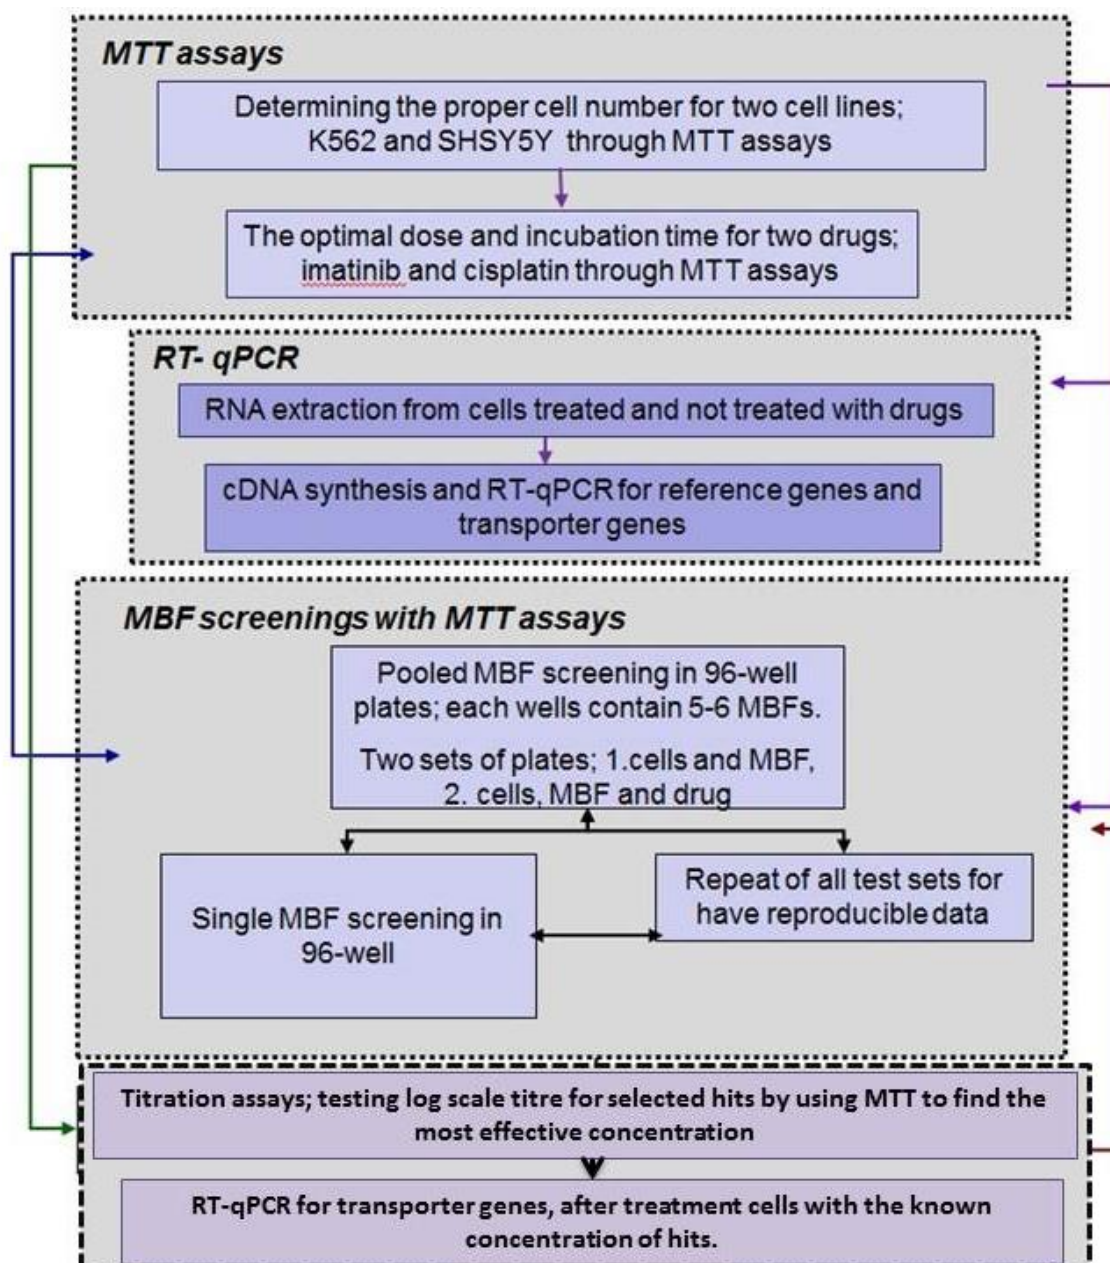 MTT assays
Determining the proper cell number for two cell lines;
K562 and SHSY5Y through MTT assays
The optimal dose and incubation time for two drugs;
imatinib and cisplatin through MTT assays
RT- qPCR
RNA extraction from cells treated and not treated with drugs
cDNA synthesis and RT-qPCR for reference genes and
transporter genes
MBF screenings with MTT assays
Pooled MBF screening in 96-well
plates; each wells contain 5-6 MBFs.
Two sets of plates; 1.cells and MBF,
2. cells, MBF and drug
Single MBF screening in
96-well
Repeat of all test sets for
have reproducible data
Titration assays; testing log scale titre for selected hits by using MTT to find the
most effective concentration
RT-qPCR for transporter genes, after treatment cells with the known
concentration of hits.